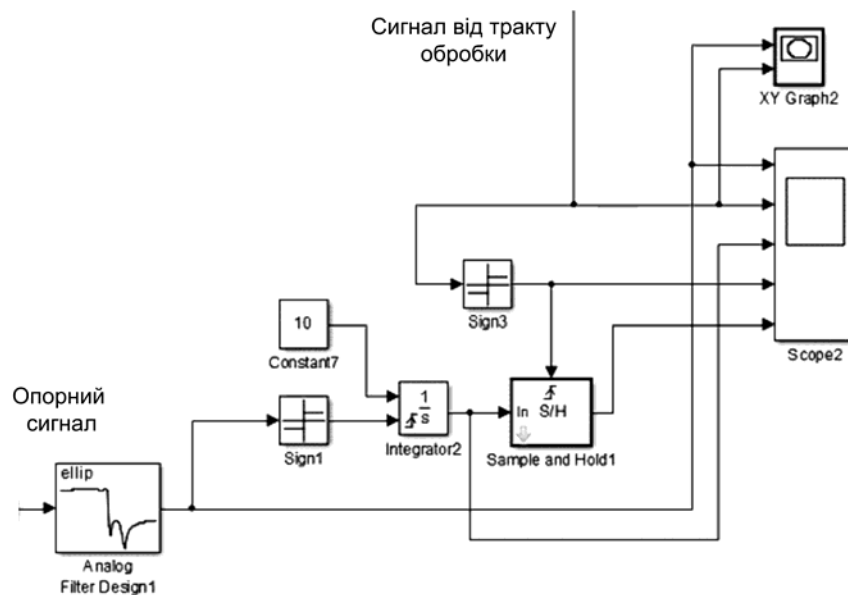 Сигнал від тракту
обробки
XY Graph2
Sign3
10
Constant7
Scope2
Опорний
сигнал
Sign1
1
s
Integrator2
In
S/H
Sample and Hold1
ellip
Analog
Filter Design1